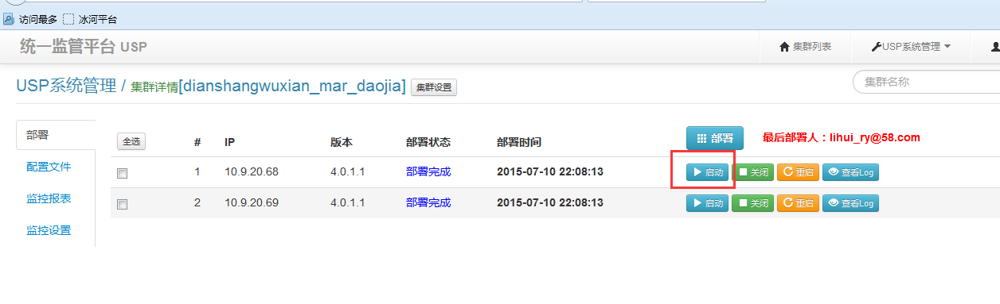 访问最多 冰河平台
统一监管平台 USP 集群列表 USP系统管理
USP系统管理 / 集群详情[dianshangwuxian_mar_daojia] 集群设置 集群名称
部署
配置文件
监控报表
监控设置
全选 # IP 版本 部署状态 部署时间 部署 最后部署人：lihui_ry@58.com
1 10.9.20.68 4.0.1.1 部署完成 2015-07-10 22:08:13 启动 关闭 重启 查看Log
2 10.9.20.69 4.0.1.1 部署完成 2015-07-10 22:08:13 启动 关闭 重启 查看Log